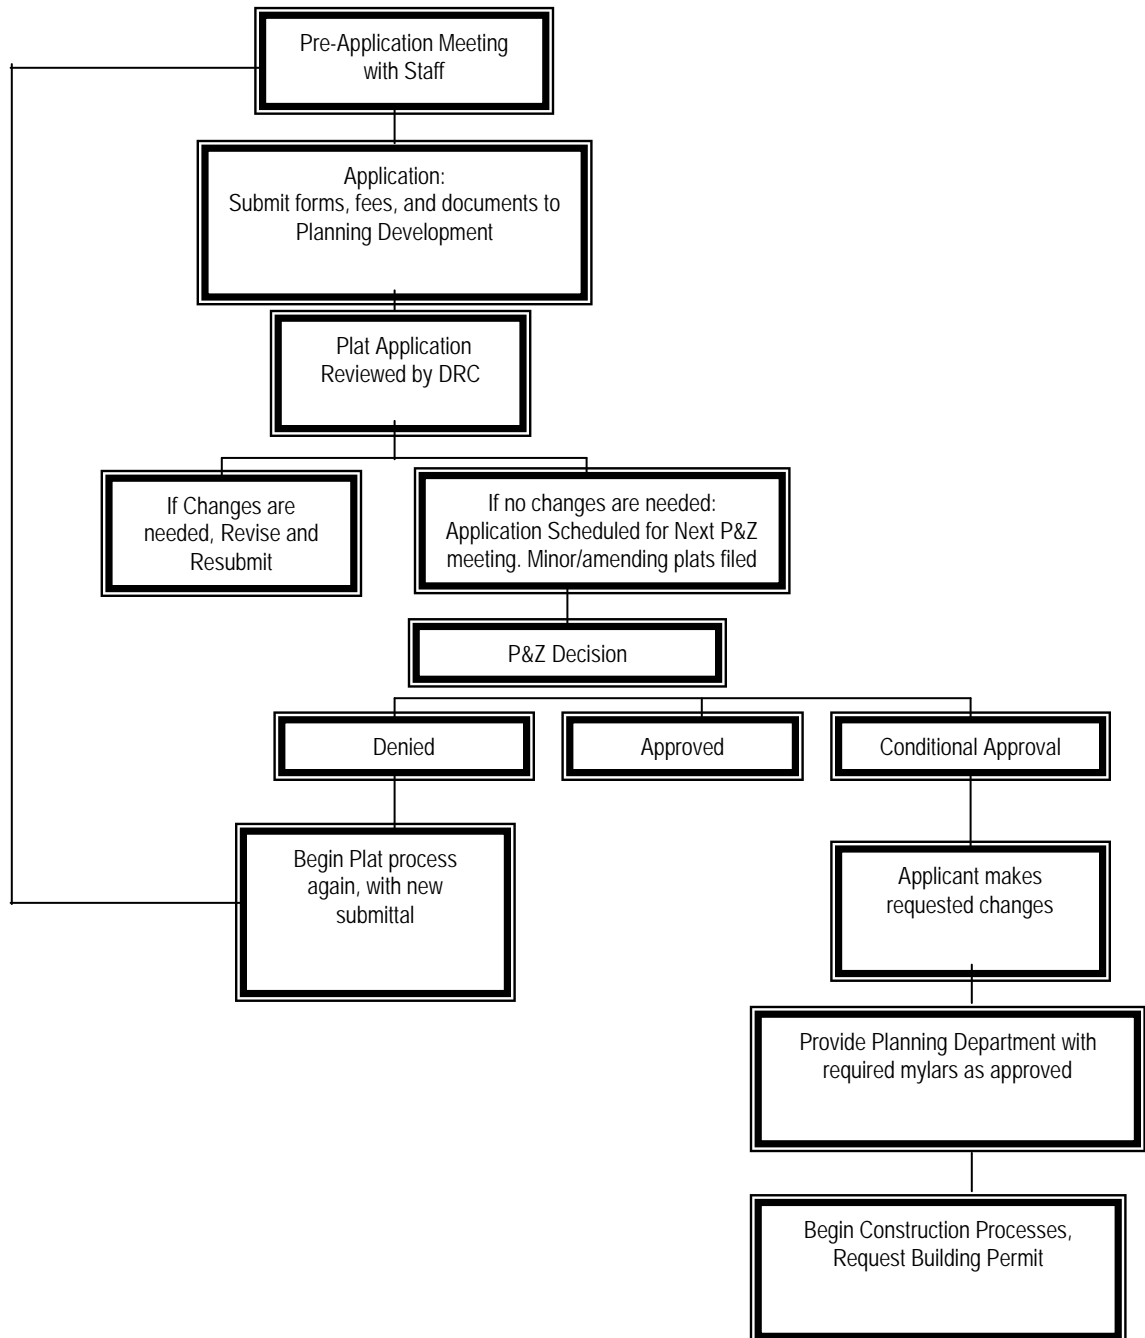 Pre-Application Meeting
with Staff
Application:
Submit forms, fees, and documents to
Planning Development
Plat Application
Reviewed by DRC
If Changes are
needed, Revise and
Resubmit
If no changes are needed:
Application Scheduled for Next P&Z
meeting. Minor/amending plats filed
P&Z Decision
Denied
Approved
Conditional Approval
Begin Plat process
again, with new
submittal
Applicant makes
requested changes
Provide Planning Department with
required mylars as approved
Begin Construction Processes,
Request Building Permit